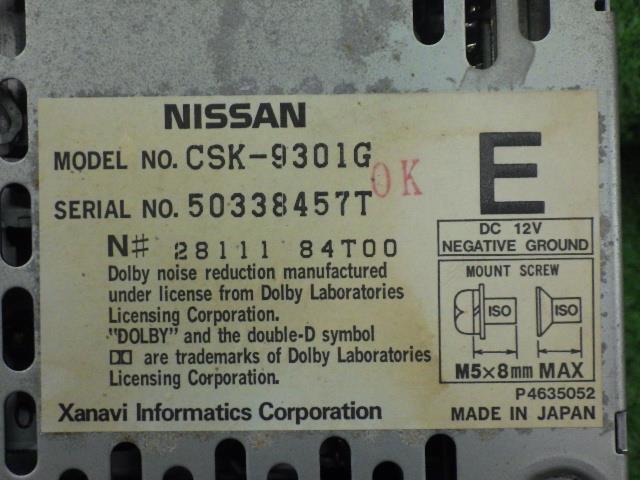 NISSAN
MODEL NO. CSK-9301G
OK
SERIAL NO. 50338457T
E
N# 28111 84T00
DC 12V
NEGATIVE GROUND
Dolby noise reduction manufactured
under license from Dolby Laboratories
Licensing Corporation.
"DOLBY" and the double-D symbol
are trademarks of Dolby Laboratories
Licensing Corporation.
MOUNT SCREW
ISO ISO
M5×8mm MAX
P4635052
Xanavi Informatics Corporation
MADE IN JAPAN